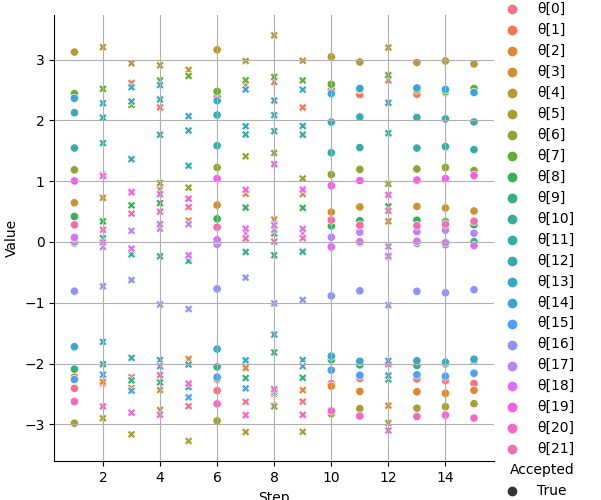 Value
3
2
1
0
−1
−2
−3
2
4
6
8
10
12
14
Step
θ[0]
θ[1]
θ[2]
θ[3]
θ[4]
θ[5]
θ[6]
θ[7]
θ[8]
θ[9]
θ[10]
θ[11]
θ[12]
θ[13]
θ[14]
θ[15]
θ[16]
θ[17]
θ[18]
θ[19]
θ[20]
θ[21]
Accepted
True